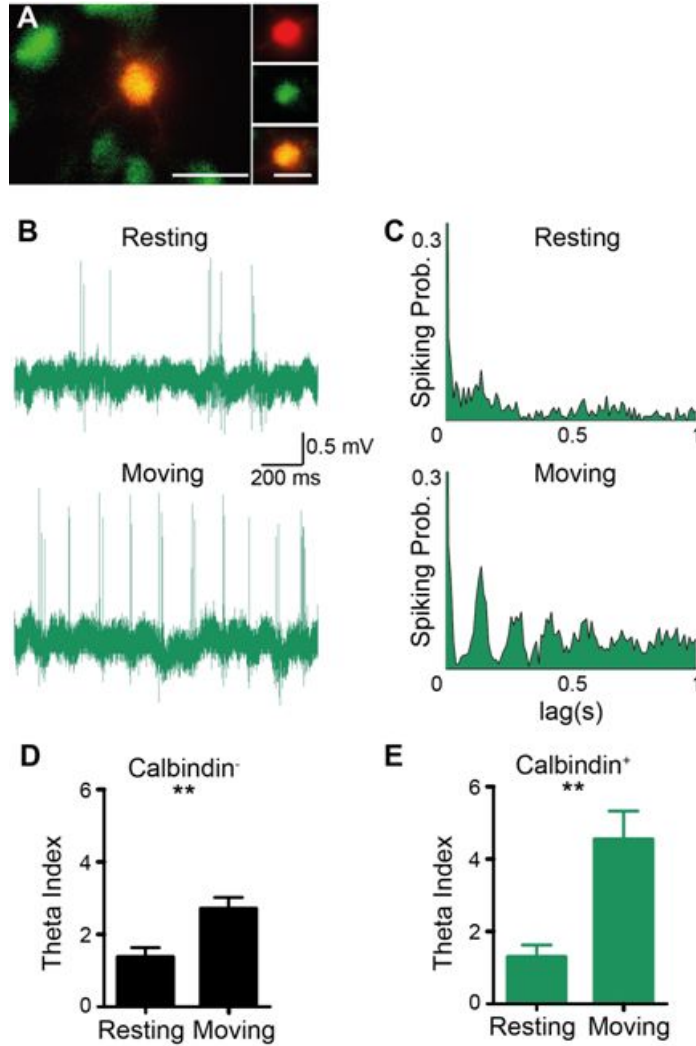 A
B
Resting
0.5 mV
200 ms
Moving
C
Resting
0.3
Spiking Prob.
0
0.5
1
Moving
0.3
Spiking Prob.
0
0.5
1
lag(s)
D
Calbindin⁻
**
6
4
2
0
Theta Index
Resting Moving
E
Calbindin⁺
**
6
4
2
0
Theta Index
Resting Moving